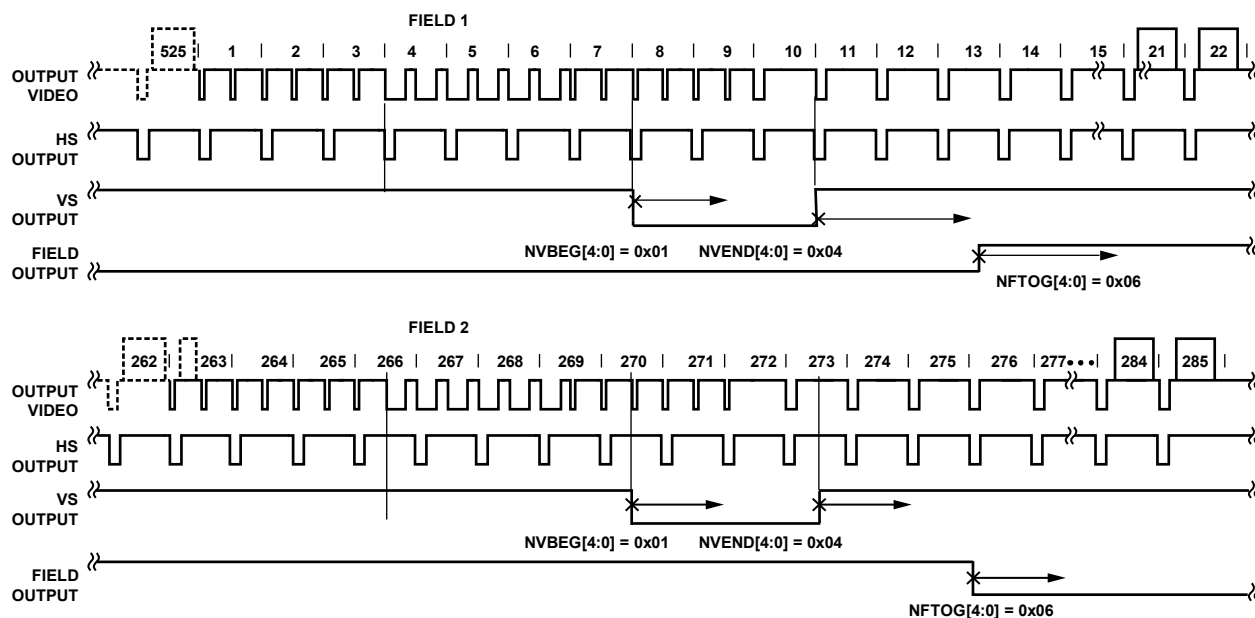 FIELD 1
525 1 2 3 4 5 6 7 8 9 10 11 12 13 14 15 21 22
OUTPUT
VIDEO
HS
OUTPUT
VS
OUTPUT
NVBEG[4:0] = 0x01 NVEND[4:0] = 0x04
FIELD
OUTPUT
NFTOG[4:0] = 0x06
FIELD 2
262 263 264 265 266 267 268 269 270 271 272 273 274 275 276 277 284 285
OUTPUT
VIDEO
HS
OUTPUT
VS
OUTPUT
NVBEG[4:0] = 0x01 NVEND[4:0] = 0x04
FIELD
OUTPUT
NFTOG[4:0] = 0x06